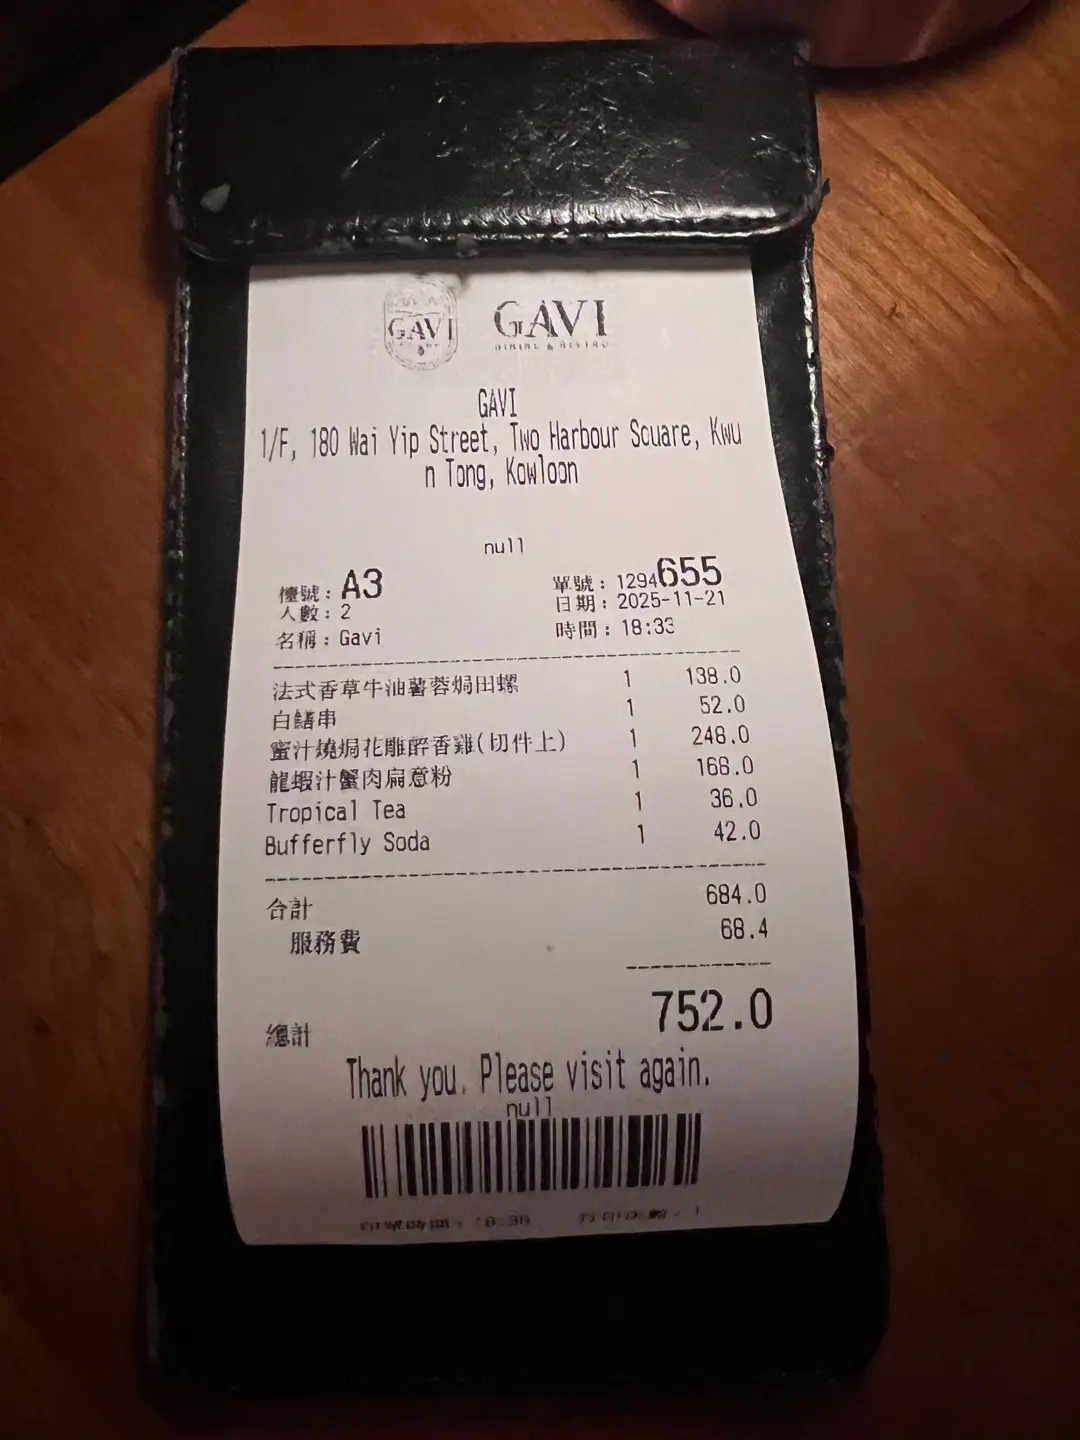 GAVI
GAVI
DINING & BISTRO
GAVI
1/F, 180 Wai Yip Street, Two Harbour Square, Kwu
n Tong, Kowloon
null
檯號：A3 單號：1294655
人數：2 日期：2025-11-21
名稱：Gavi 時間：18:33
法式香草牛油薯蓉焗田螺 1 138.0
白鱔串 1 52.0
蜜汁燒焗花雕醉香雞(切件上) 1 248.0
龍蝦汁蟹肉扁意粉 1 168.0
Tropical Tea 1 36.0
Bufferfly Soda 1 42.0
合計 684.0
服務費 68.4
總計 752.0
Thank you. Please visit again.
null